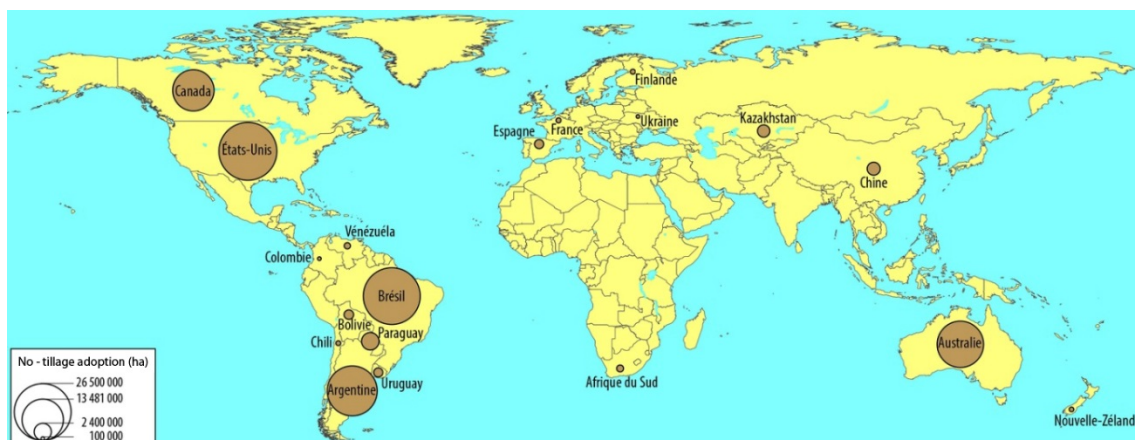 Canada
États-Unis
Finlande
Ukraine
France
Espagne
Kazakhstan
Chine
Vénézuéla
Colombie
Brésil
Bolivie
Paraguay
Chili
Uruguay
Argentine
Afrique du Sud
Australie
Nouvelle-Zéland
No - tillage adoption (ha)
26 500 000
13 481 000
2 400 000
100 000